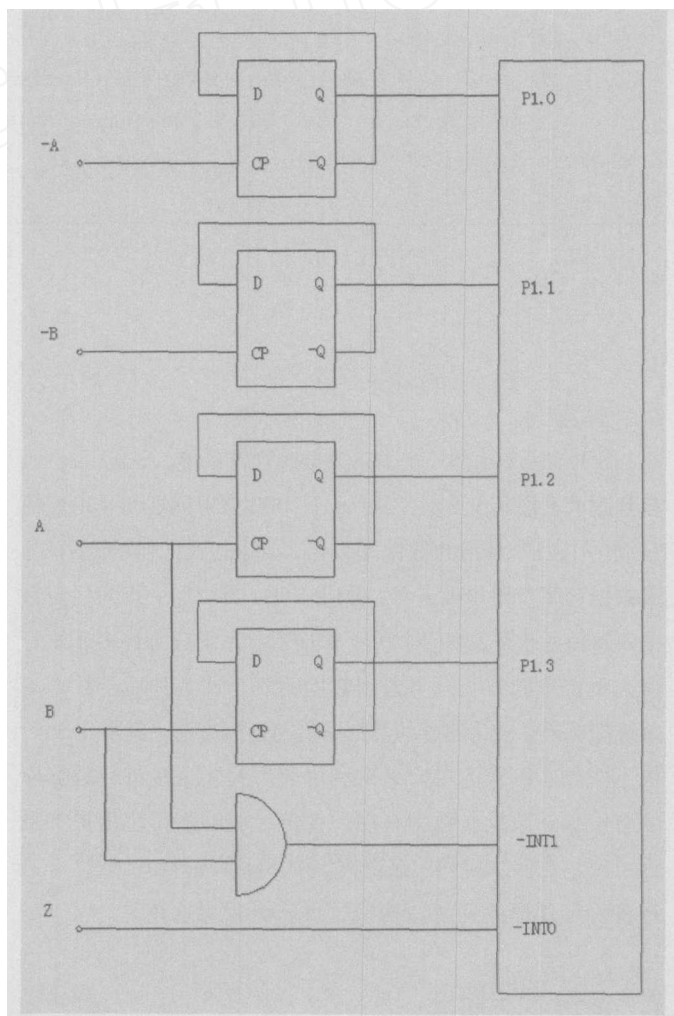 D Q P1.0
-A
CP -Q
D Q P1.1
-B
CP -Q
D Q P1.2
A
CP -Q
D Q P1.3
B
CP -Q
-INT1
Z
-INT0